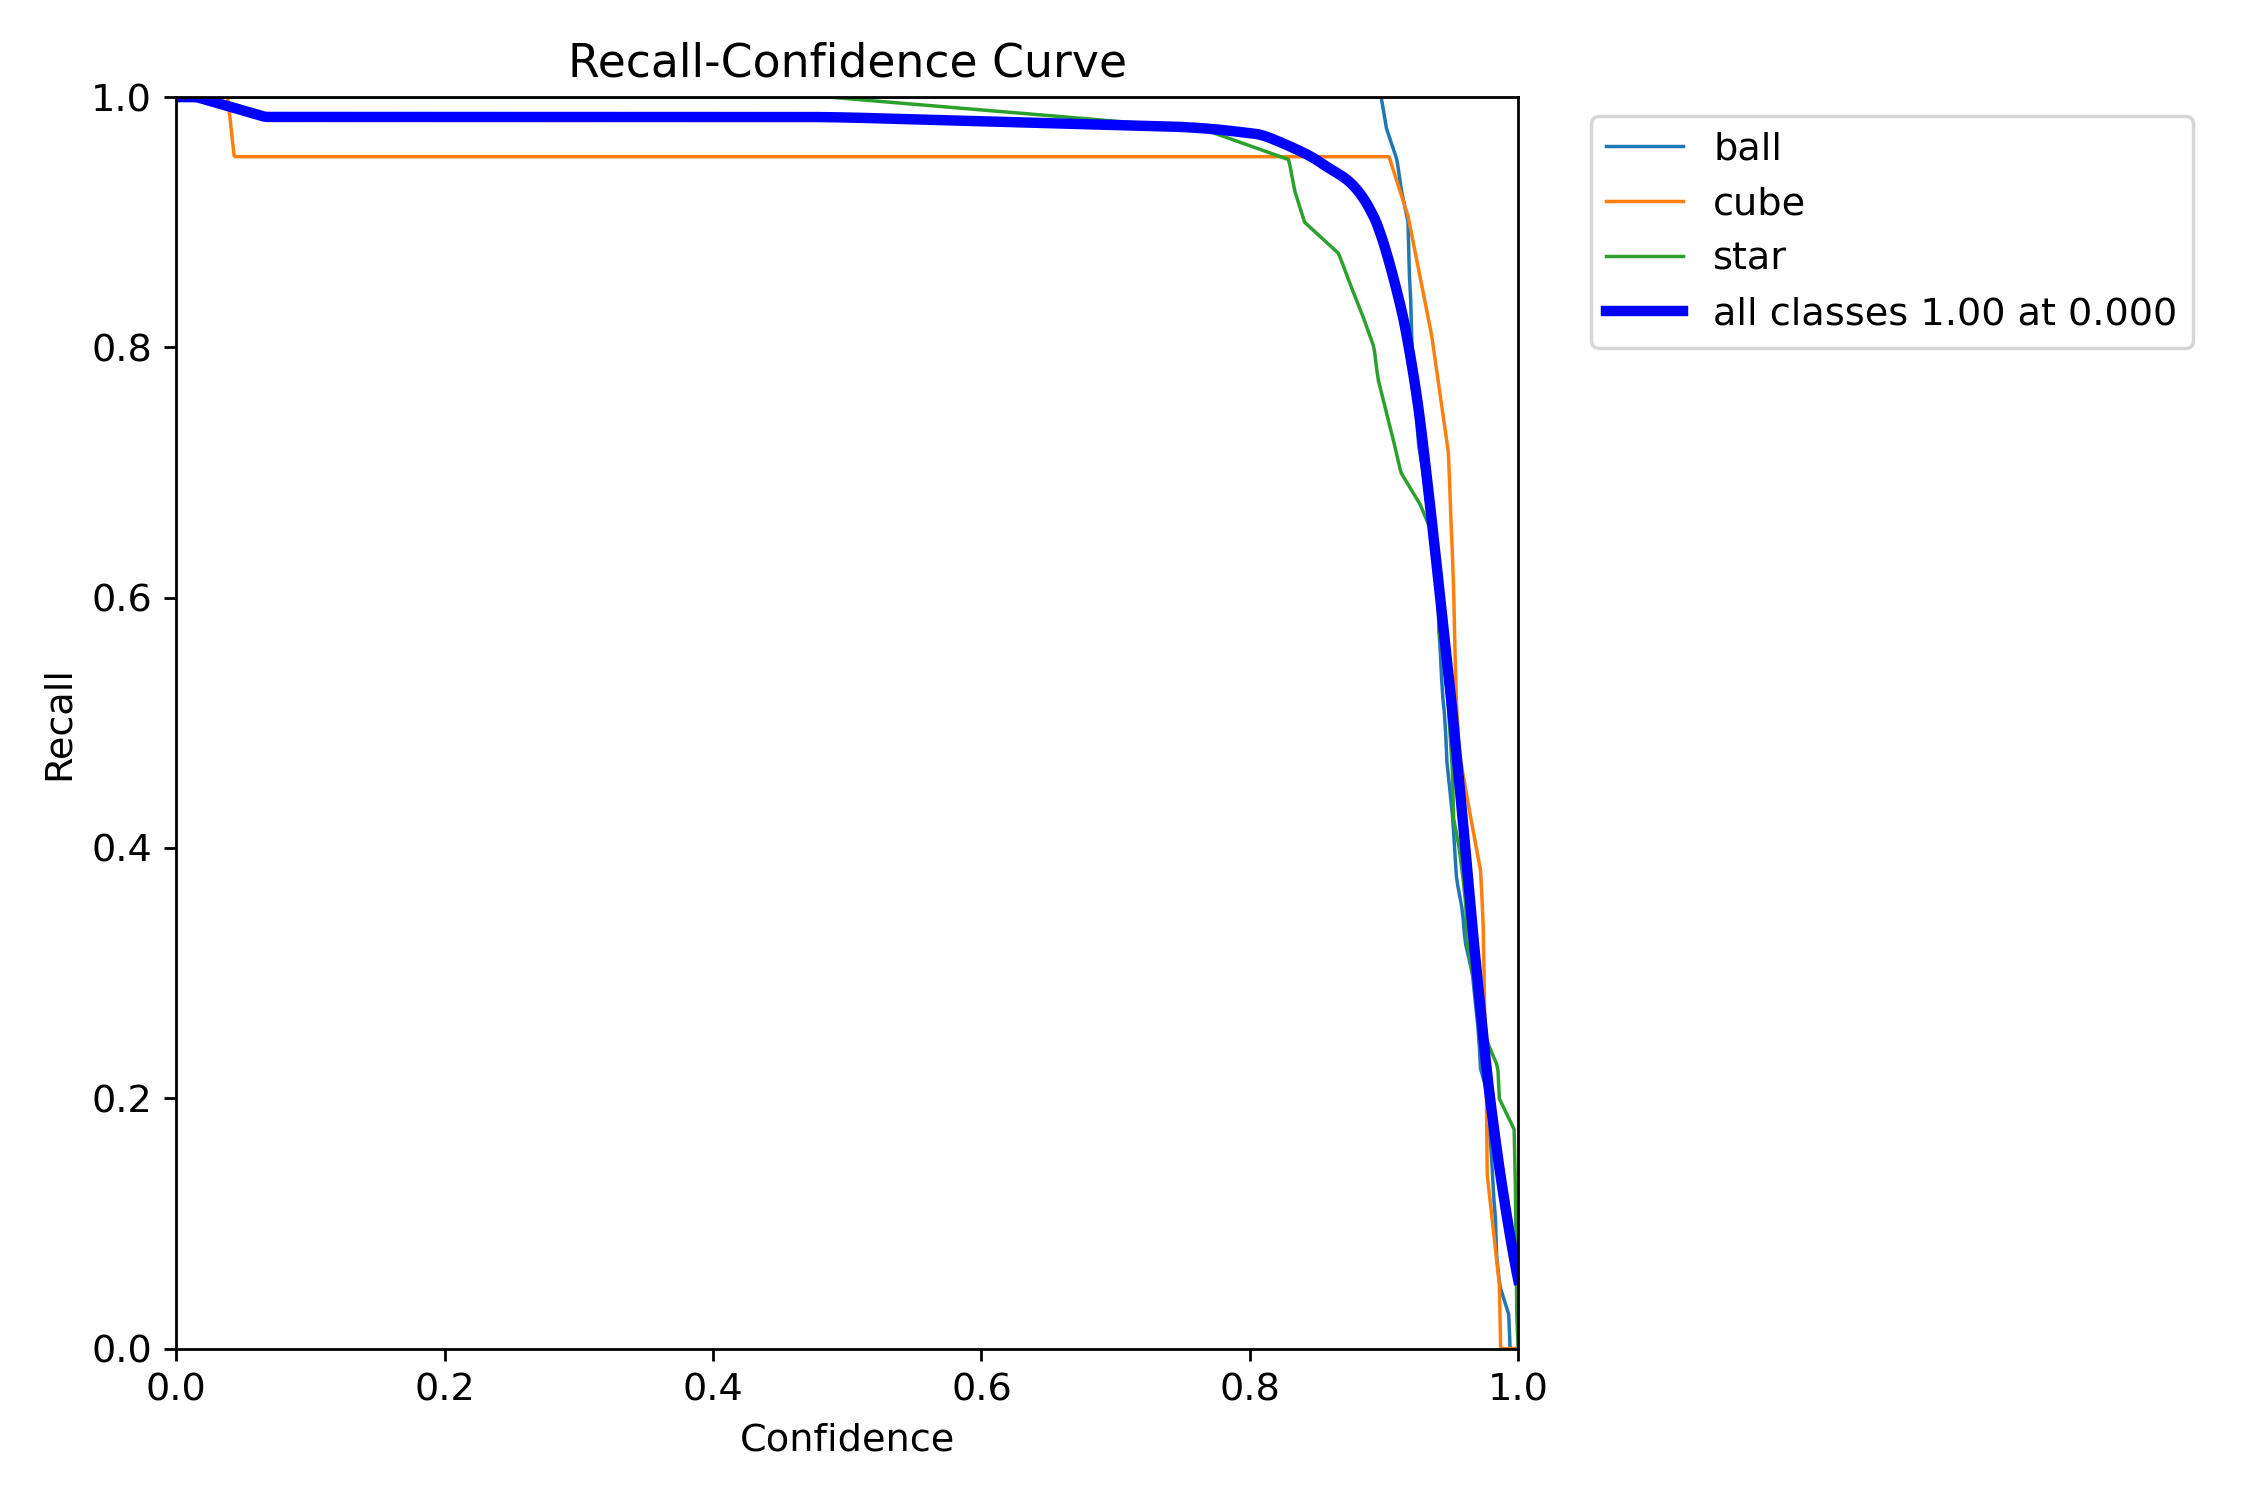 Recall-Confidence Curve
1.0
0.8
0.6
0.4
0.2
0.0
Recall
0.0 0.2 0.4 0.6 0.8 1.0
Confidence
ball
cube
star
all classes 1.00 at 0.000